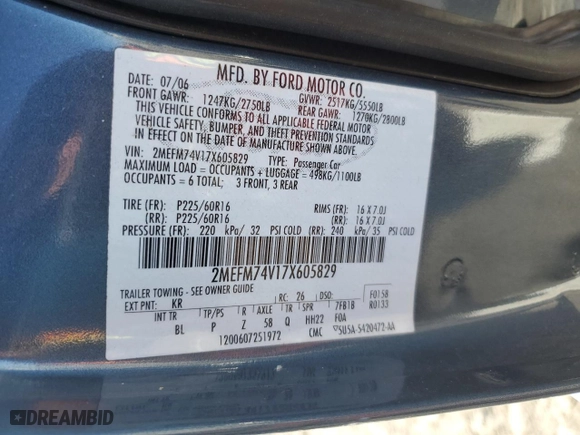 MFD. BY FORD MOTOR CO.
DATE: 07/06 GVWR: 2517KG/5550LB
FRONT GAWR: 1247KG/2750LB REAR GAWR: 1270KG/2800LB
THIS VEHICLE CONFORMS TO ALL APPLICABLE FEDERAL MOTOR
VEHICLE SAFETY, BUMPER, AND THEFT PREVENTION STANDARDS
IN EFFECT ON THE DATE OF MANUFACTURE SHOWN ABOVE.
VIN: 2MEFM74V17X605829 TYPE: Passenger Car
MAXIMUM LOAD = OCCUPANTS + LUGGAGE = 498KG/1100LB
OCCUPANTS = 6 TOTAL; 3 FRONT, 3 REAR
TIRE (FR): P225/60R16 RIMS (FR): 16 X 7.0J
(RR): P225/60R16 (RR): 16 X 7.0J
PRESSURE (FR): 220 kPa/ 32 PSI COLD (RR): 240 kPa/ 35 PSI COLD
2MEFM74V17X605829
TRAILER TOWING - SEE OWNER GUIDE
EXT PNT: KR RC: 26 DSO: F0158
INT TR TP/PS R AXLE TR SPR 7FB18 R0133
BL P Z 58 Q HH22 F0A
1200607251972 CMC 5U5A-5420472-AA
DREAMBID